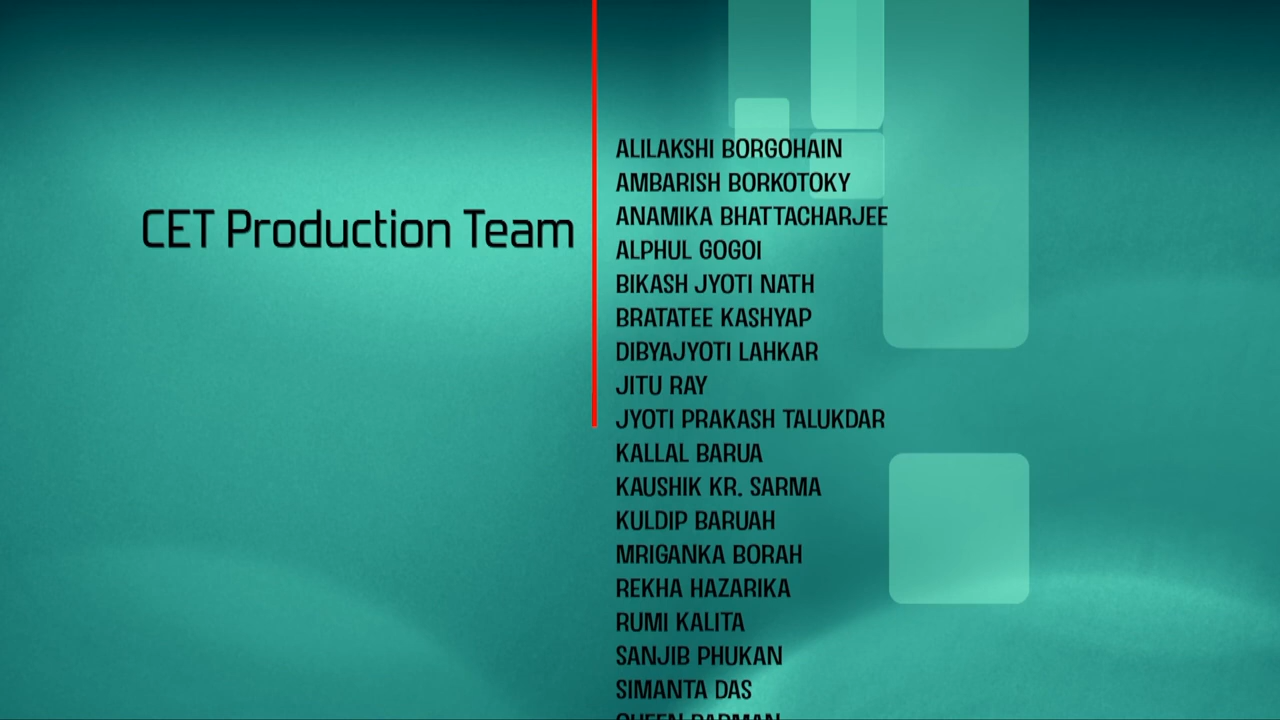 CET Production Team
ALILAKSHI BORGOHAIN
AMBARISH BORKOTOKY
ANAMIKA BHATTACHARJEE
ALPHUL GOGOI
BIKASH JYOTI NATH
BRATATEE KASHYAP
DIBYAJYOTI LAHKAR
JITU RAY
JYOTI PRAKASH TALUKDAR
KALLAL BARUA
KAUSHIK KR. SARMA
KULDIP BARUAH
MRIGANKA BORAH
REKHA HAZARIKA
RUMI KALITA
SANJIB PHUKAN
SIMANTA DAS